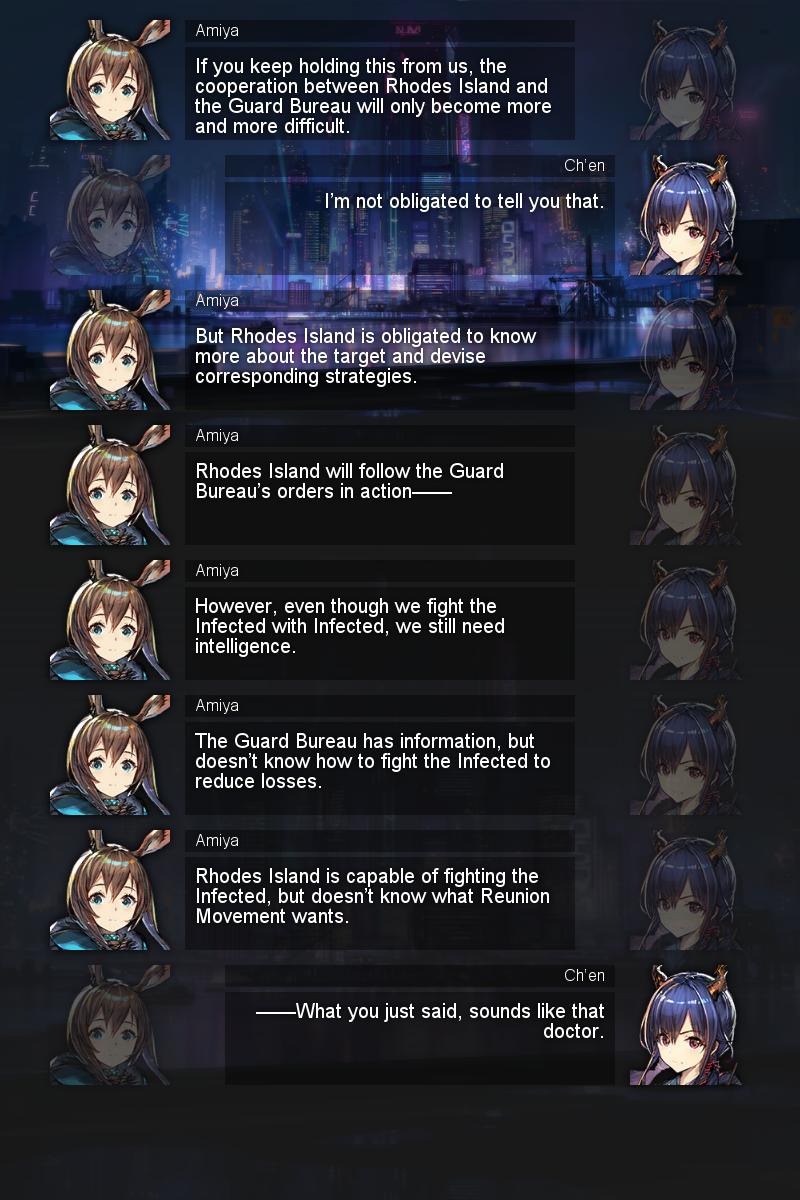 Amiya
If you keep holding this from us, the
cooperation between Rhodes Island and
the Guard Bureau will only become more
and more difficult.
Ch'en
I'm not obligated to tell you that.
Amiya
But Rhodes Island is obligated to know
more about the target and devise
corresponding strategies.
Amiya
Rhodes Island will follow the Guard
Bureau's orders in action——
Amiya
However, even though we fight the
Infected with Infected, we still need
intelligence.
Amiya
The Guard Bureau has information, but
doesn't know how to fight the Infected to
reduce losses.
Amiya
Rhodes Island is capable of fighting the
Infected, but doesn't know what Reunion
Movement wants.
Ch'en
——What you just said, sounds like that
doctor.